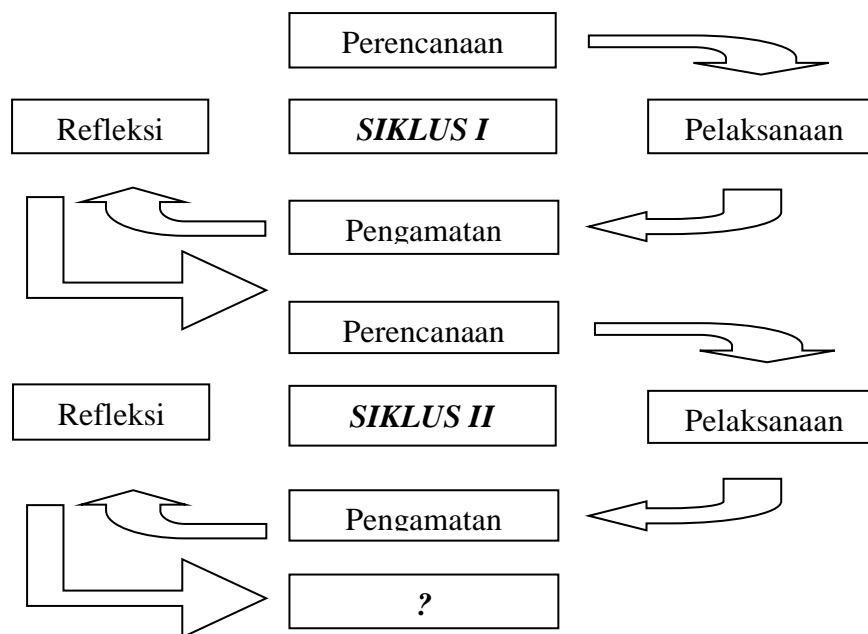 Perencanaan
Refleksi
SIKLUS I
Pelaksanaan
Pengamatan
Perencanaan
Refleksi
SIKLUS II
Pelaksanaan
Pengamatan
?